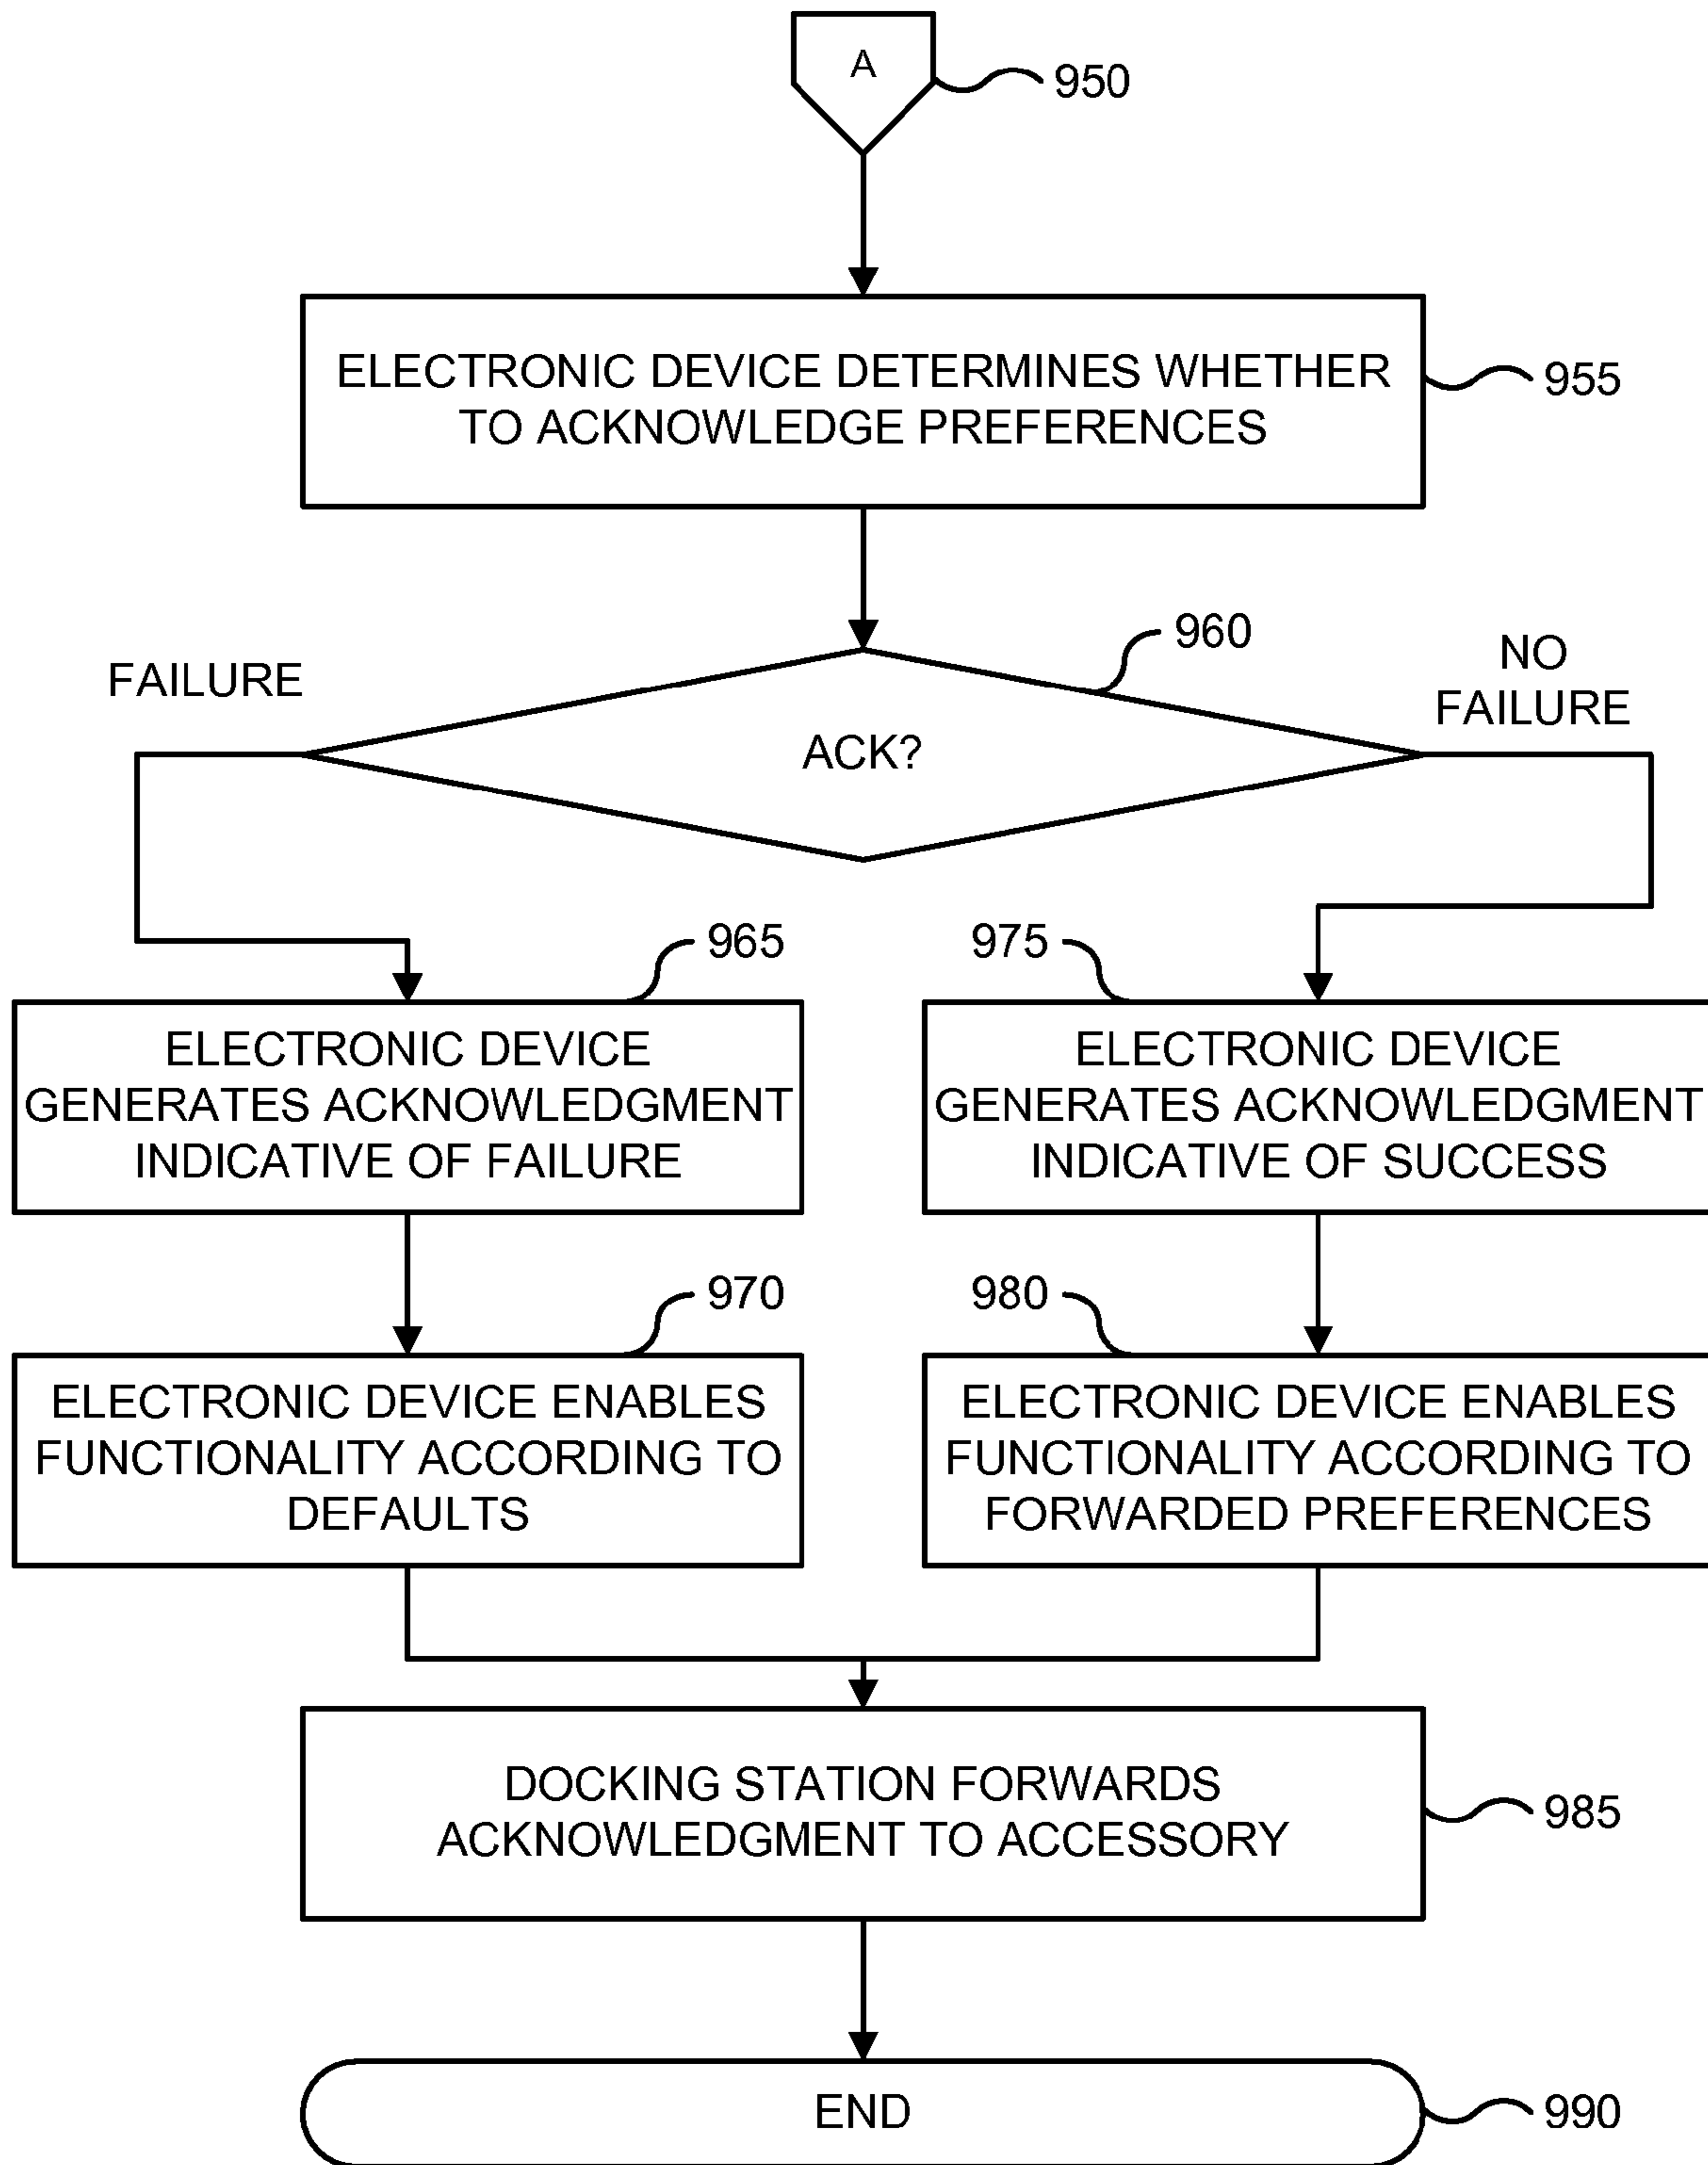 A
950
ELECTRONIC DEVICE DETERMINES WHETHER
TO ACKNOWLEDGE PREFERENCES
955
960
FAILURE
NO
FAILURE
ACK?
965
975
ELECTRONIC DEVICE
GENERATES ACKNOWLEDGMENT
INDICATIVE OF FAILURE
ELECTRONIC DEVICE
GENERATES ACKNOWLEDGMENT
INDICATIVE OF SUCCESS
970
980
ELECTRONIC DEVICE ENABLES
FUNCTIONALITY ACCORDING TO
DEFAULTS
ELECTRONIC DEVICE ENABLES
FUNCTIONALITY ACCORDING TO
FORWARDED PREFERENCES
DOCKING STATION FORWARDS
ACKNOWLEDGMENT TO ACCESSORY
985
END
990